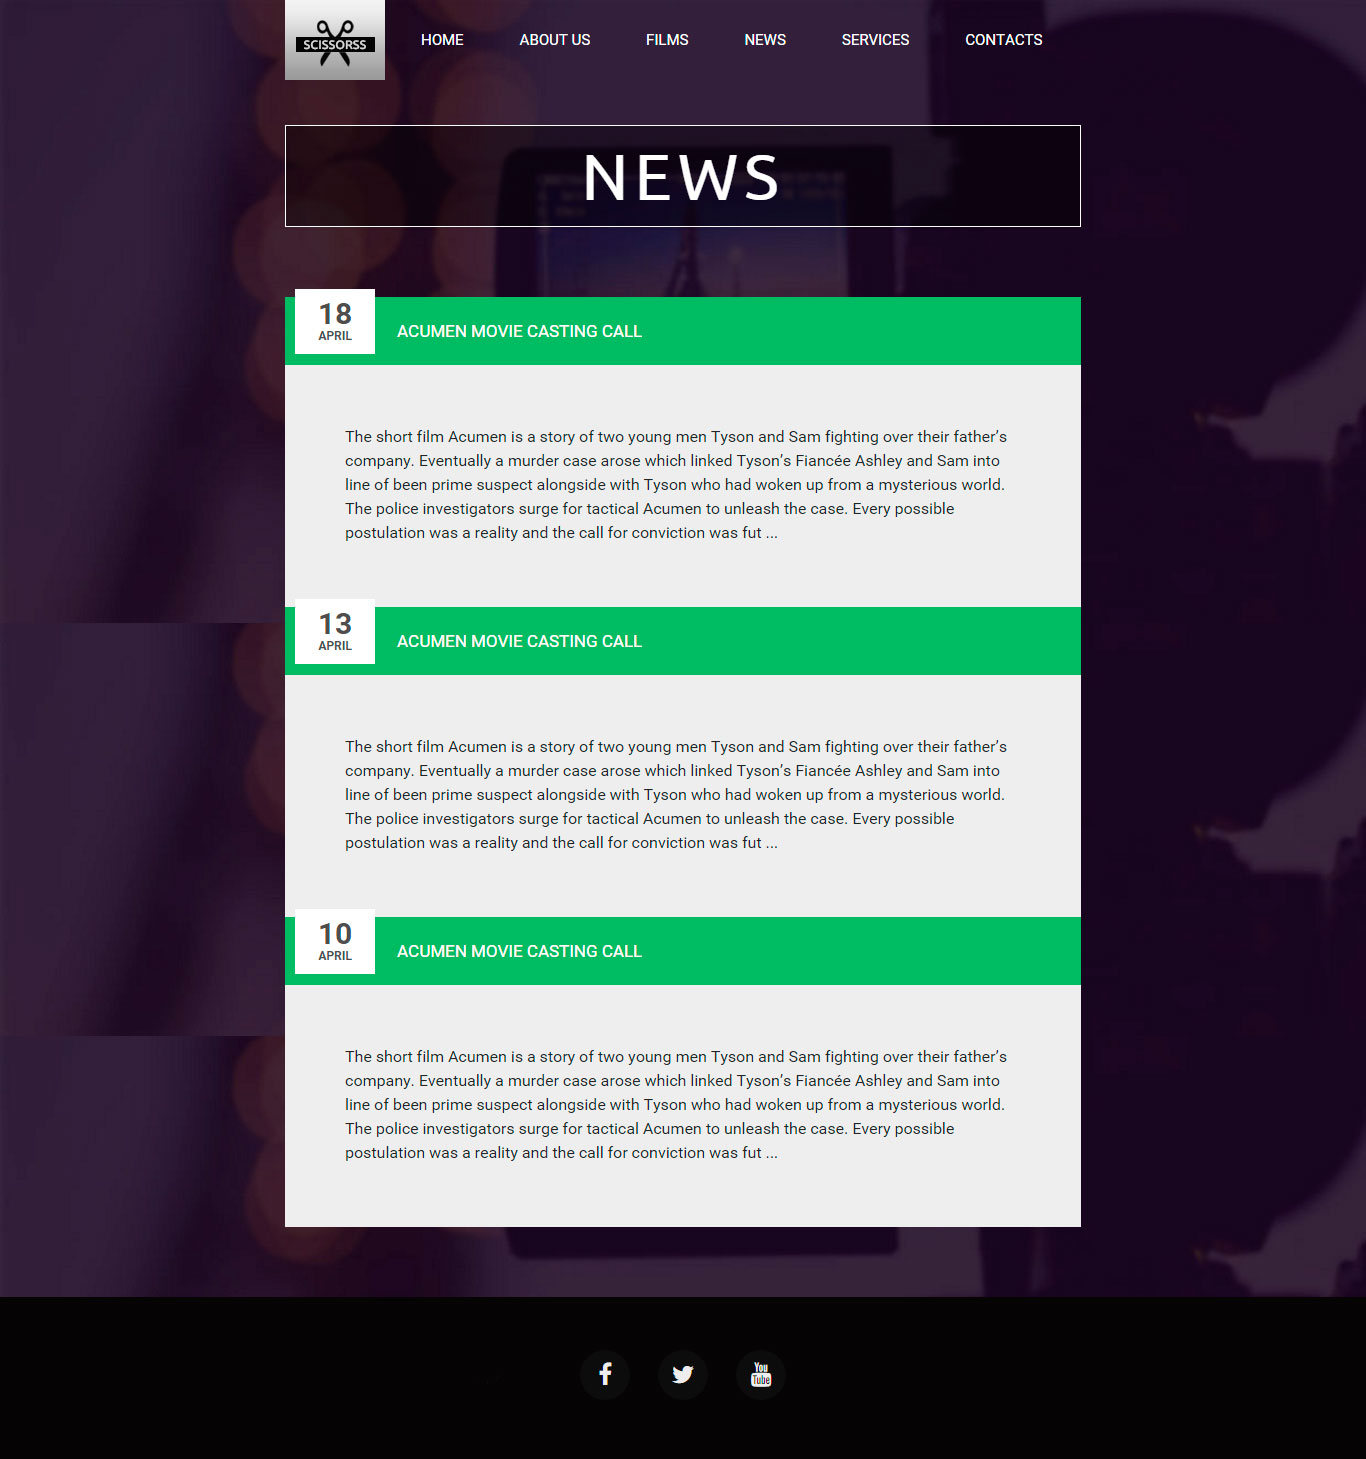 SCISSORSS
HOME ABOUT US FILMS NEWS SERVICES CONTACTS
NEWS
18
APRIL
ACUMEN MOVIE CASTING CALL
The short film Acumen is a story of two young men Tyson and Sam fighting over their father’s
company. Eventually a murder case arose which linked Tyson’s Fiancée Ashley and Sam into
line of been prime suspect alongside with Tyson who had woken up from a mysterious world.
The police investigators surge for tactical Acumen to unleash the case. Every possible
postulation was a reality and the call for conviction was fut ...
13
APRIL
ACUMEN MOVIE CASTING CALL
The short film Acumen is a story of two young men Tyson and Sam fighting over their father’s
company. Eventually a murder case arose which linked Tyson’s Fiancée Ashley and Sam into
line of been prime suspect alongside with Tyson who had woken up from a mysterious world.
The police investigators surge for tactical Acumen to unleash the case. Every possible
postulation was a reality and the call for conviction was fut ...
10
APRIL
ACUMEN MOVIE CASTING CALL
The short film Acumen is a story of two young men Tyson and Sam fighting over their father’s
company. Eventually a murder case arose which linked Tyson’s Fiancée Ashley and Sam into
line of been prime suspect alongside with Tyson who had woken up from a mysterious world.
The police investigators surge for tactical Acumen to unleash the case. Every possible
postulation was a reality and the call for conviction was fut ...
You
Tube